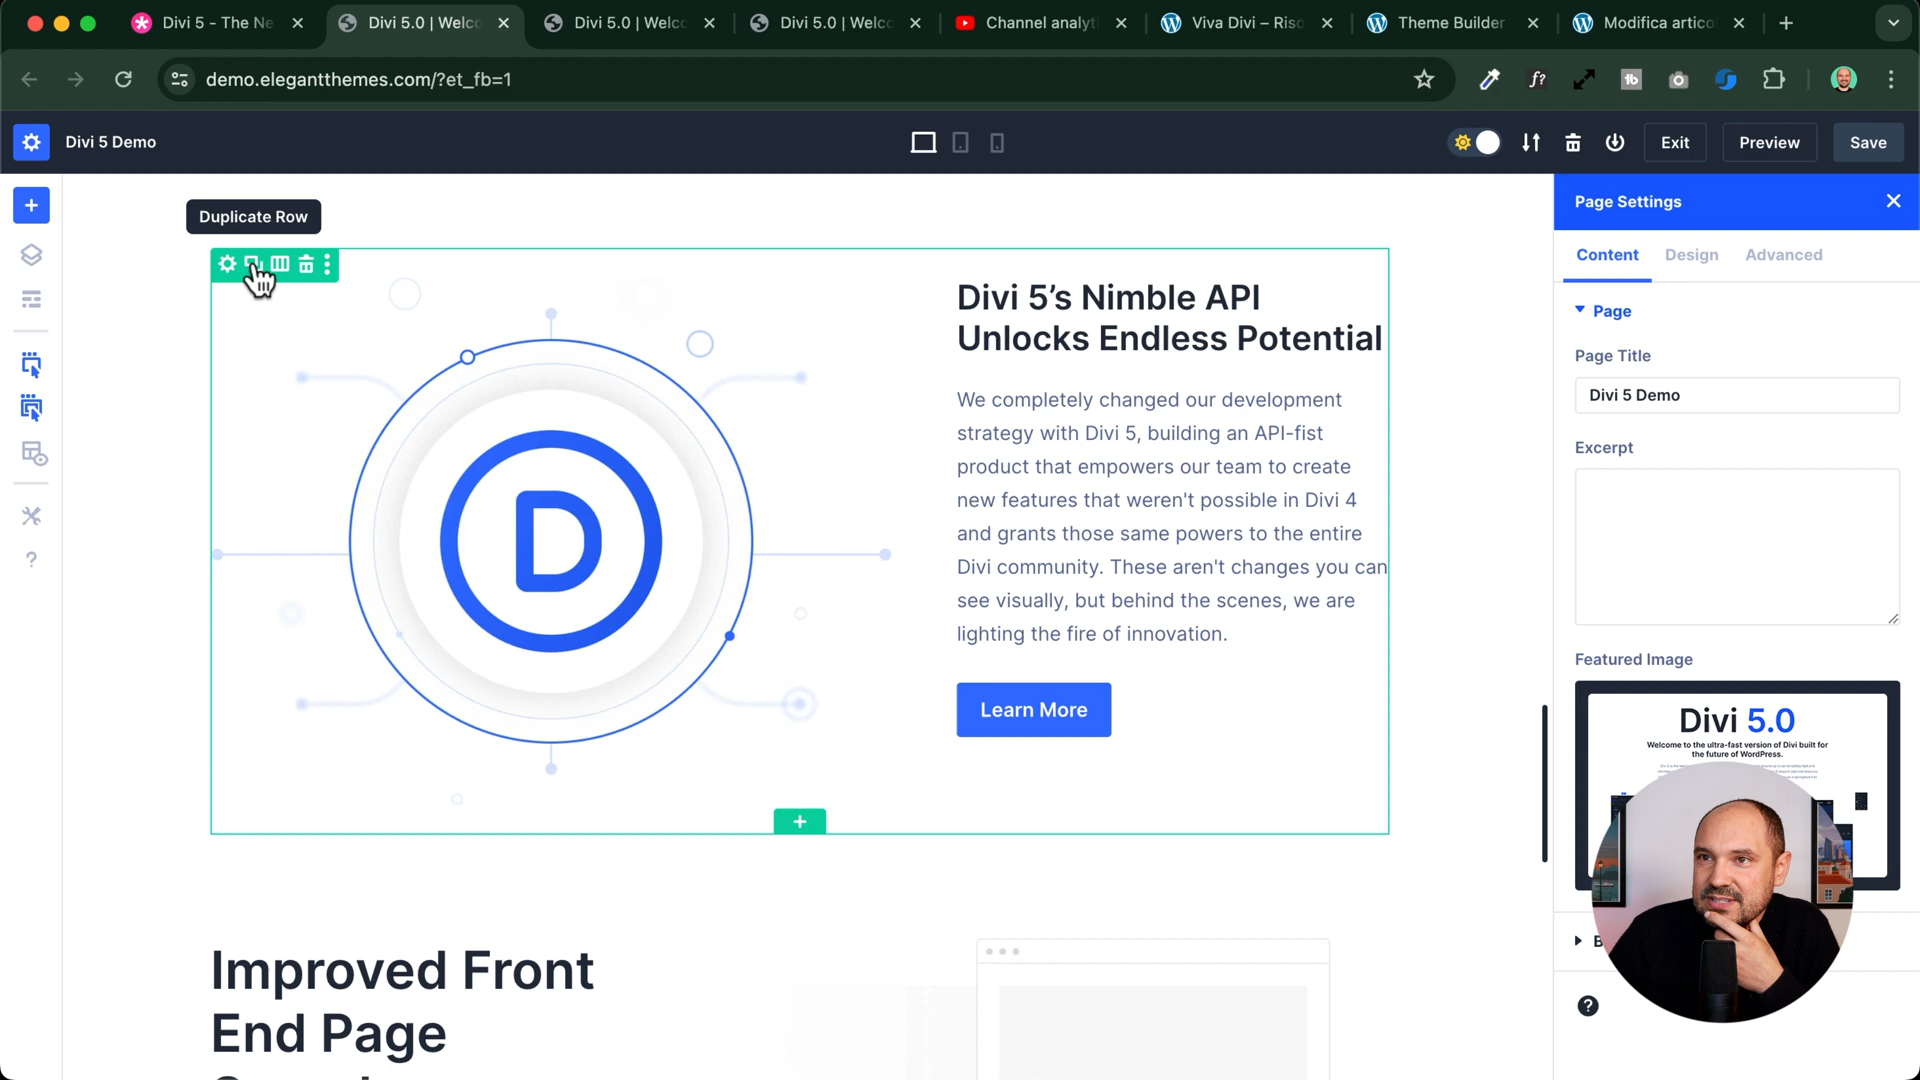 Divi 5 - The Ne
Divi 5.0 | Welc
Divi 5.0 | Welc
Divi 5.0 | Welc
Channel analyt
Viva Divi – Riso
Theme Builder
Modifica artico
demo.elegantthemes.com/?et_fb=1
f?
tb
Divi 5 Demo
Exit
Preview
Save
Duplicate Row
Page Settings
Content
Design
Advanced
Divi 5’s Nimble API
Unlocks Endless Potential
We completely changed our development
strategy with Divi 5, building an API-fist
product that empowers our team to create
new features that weren't possible in Divi 4
and grants those same powers to the entire
Divi community. These aren't changes you can
see visually, but behind the scenes, we are
lighting the fire of innovation.
Learn More
D
Page
Page Title
Divi 5 Demo
Excerpt
Featured Image
Divi 5.0
Welcome to the ultra-fast version of Divi built for
the future of WordPress.
Improved Front
End Page